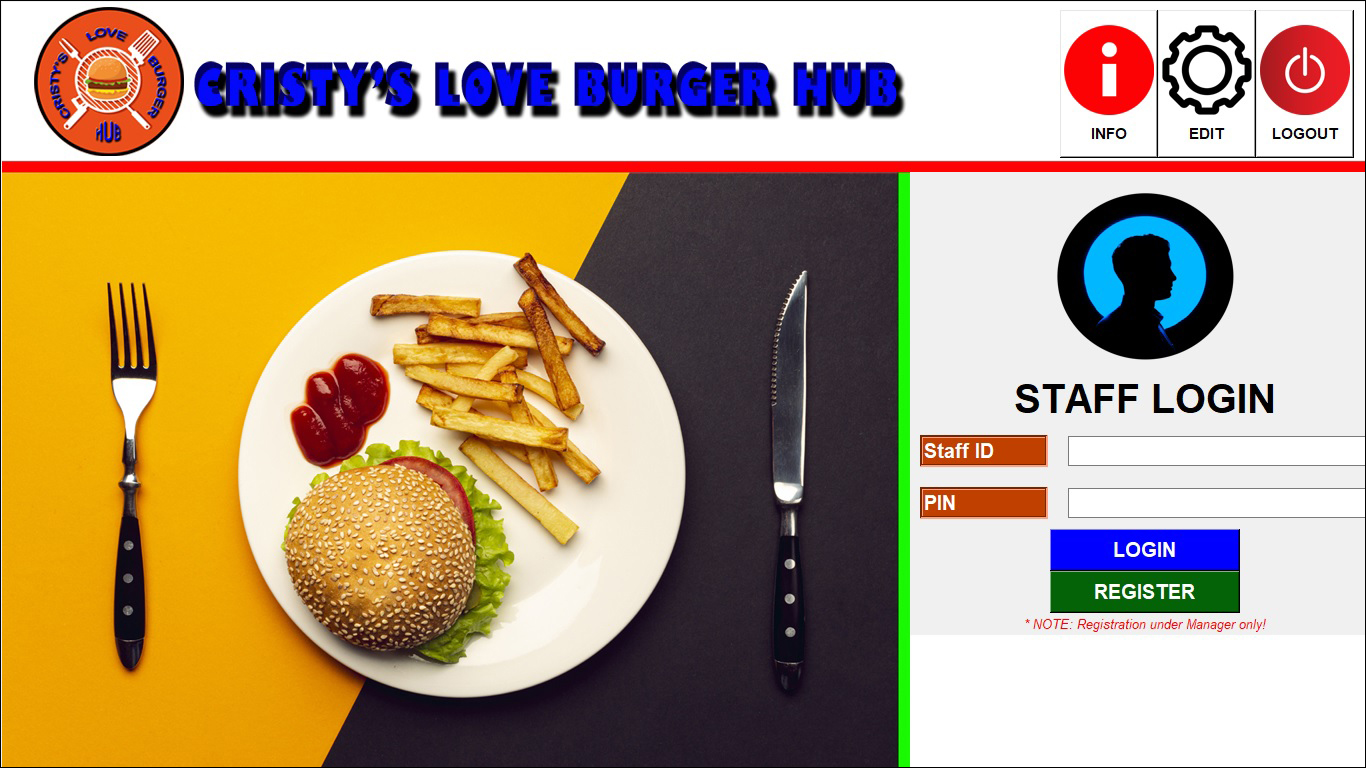 LOVE
CRISTY'S
BURGER
HUB
CRISTY'S LOVE BURGER HUB
INFO
EDIT
LOGOUT
STAFF LOGIN
Staff ID
PIN
LOGIN
REGISTER
* NOTE: Registration under Manager only!